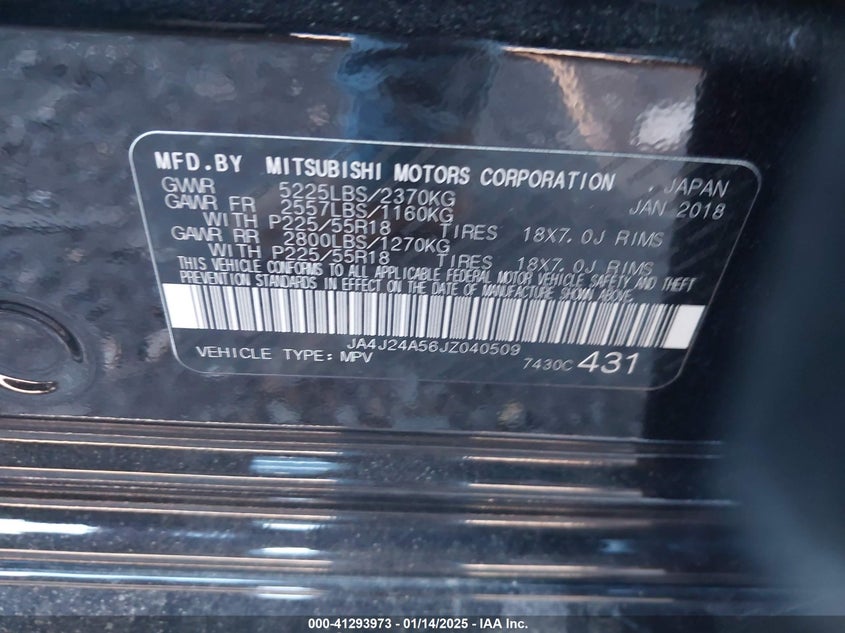 MFD.BY MITSUBISHI MOTORS CORPORATION , JAPAN
GVWR 5225LBS/2370KG JAN 2018
GAWR FR 2557LBS/1160KG
WITH P225/55R18 TIRES 18X7.0J RIMS
GAWR RR 2800LBS/1270KG
WITH P225/55R18 TIRES 18X7.0J RIMS
THIS VEHICLE CONFORMS TO ALL APPLICABLE FEDERAL MOTOR VEHICLE SAFETY AND THEFT
PREVENTION STANDARDS IN EFFECT ON THE DATE OF MANUFACTURE SHOWN ABOVE.
JA4J24A56JZ040509
VEHICLE TYPE: MPV 7430C 431
000-41293973 - 01/14/2025 - © IAA Inc.